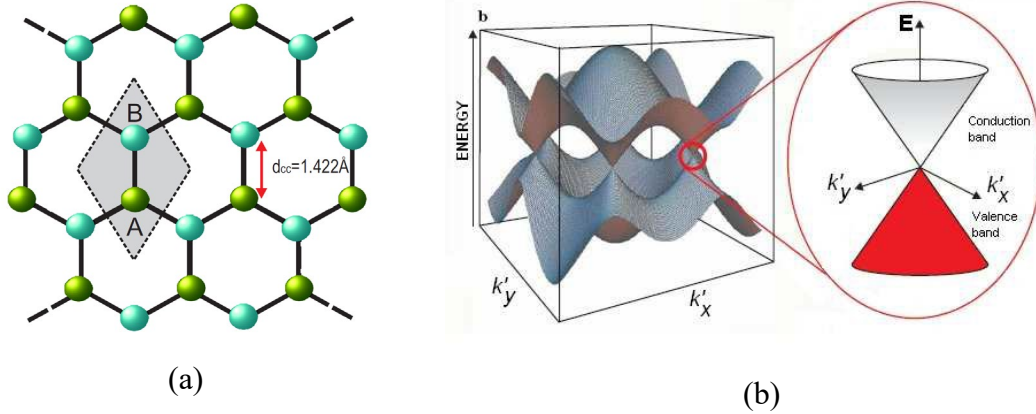 B
dcc=1.422Å
A
(a)
b
ENERGY
k′y
k′x
E
Conduction
band
k′y
k′x
Valence
band
(b)